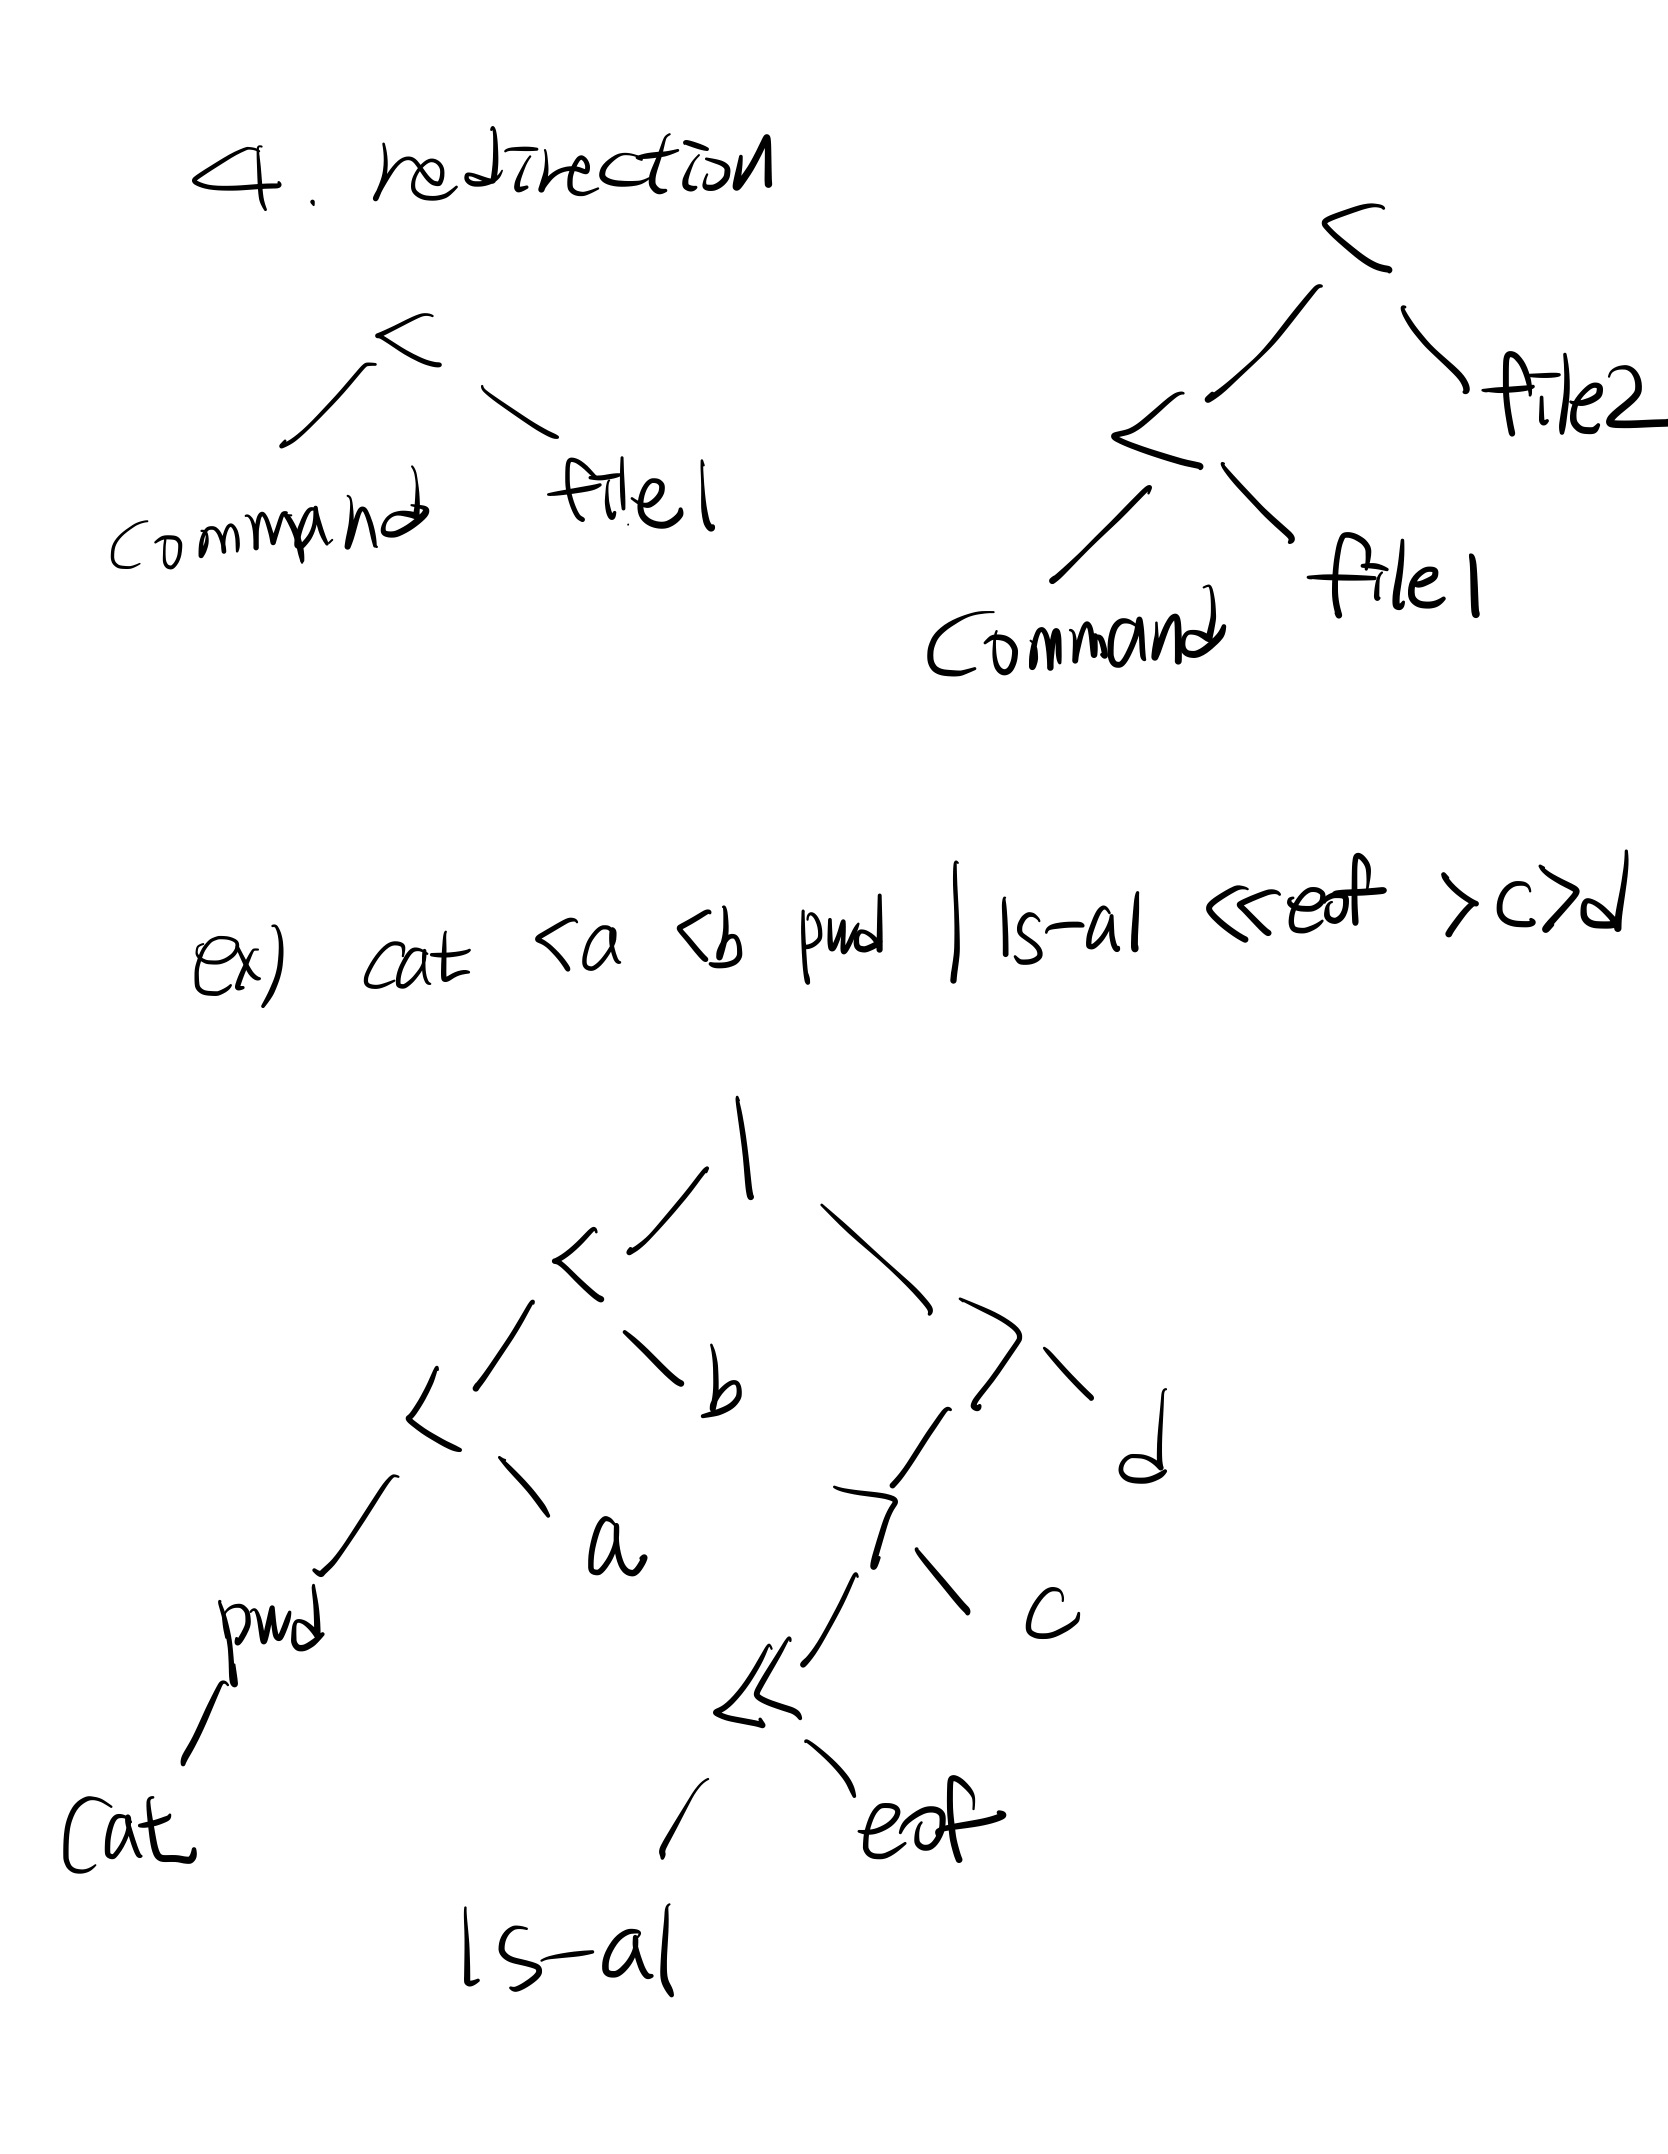 4. redirection
<
<
file2
<
command
file1
file1
command
ex) cat <a <b pwd | ls-al <<eof >c>d
|
<
>
b
d
<
>
a
c
pwd
<<
cat
eof
ls-al